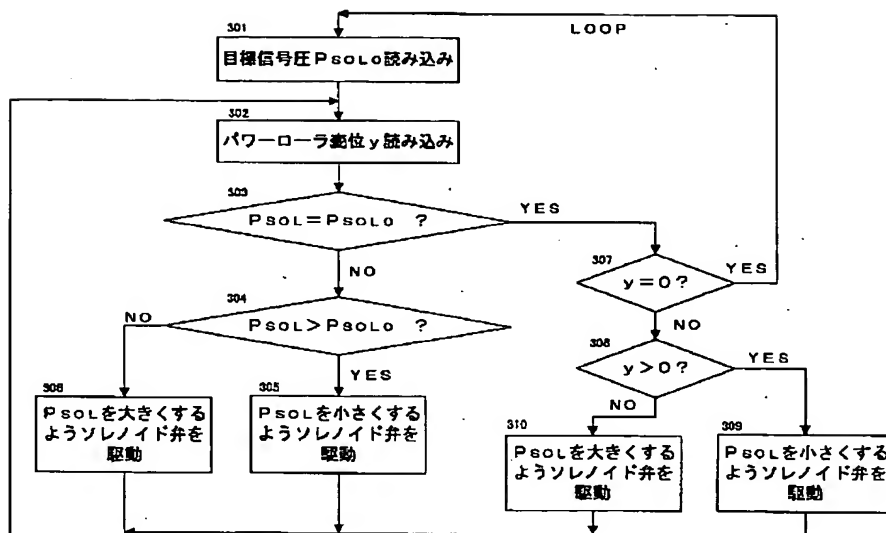 301
LOOP
目標信号圧PSOL0読み込み
302
パワーローラ変位y読み込み
303
PSOL=PSOL0 ?
YES
307
y=0?
YES
NO
304
PSOL>PSOL0 ?
NO
NO
308
y>0?
YES
YES
NO
306
PSOLを大きくする
ようソレノイド弁を
駆動
305
PSOLを小さくする
ようソレノイド弁を
駆動
310
PSOLを大きくする
ようソレノイド弁を
駆動
309
PSOLを小さくする
ようソレノイド弁を
駆動